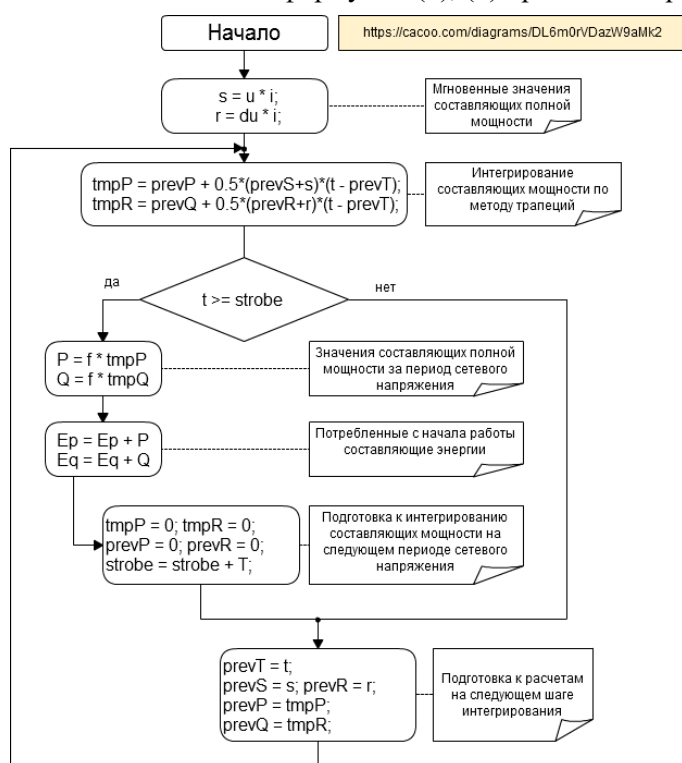 Начало
https://cacoo.com/diagrams/DL6m0rVDazW9aMk2
s = u * i;
r = du * i;
Мгновенные значения
составляющих полной
мощности
tmpP = prevP + 0.5*(prevS+s)*(t - prevT);
tmpR = prevQ + 0.5*(prevR+r)*(t - prevT);
Интегрирование
составляющих мощности по
методу трапеций
t >= strobe
да
нет
P = f * tmpP
Q = f * tmpQ
Значения составляющих полной
мощности за период сетевого
напряжения
Ep = Ep + P
Eq = Eq + Q
Потребленные с начала работы
составляющие энергии
tmpP = 0; tmpR = 0;
prevP = 0; prevR = 0;
strobe = strobe + T;
Подготовка к интегрированию
составляющих мощности на
следующем периоде сетевого
напряжения
prevT = t;
prevS = s; prevR = r;
prevP = tmpP;
prevQ = tmpR;
Подготовка к расчетам
на следующем шаге
интегрирования